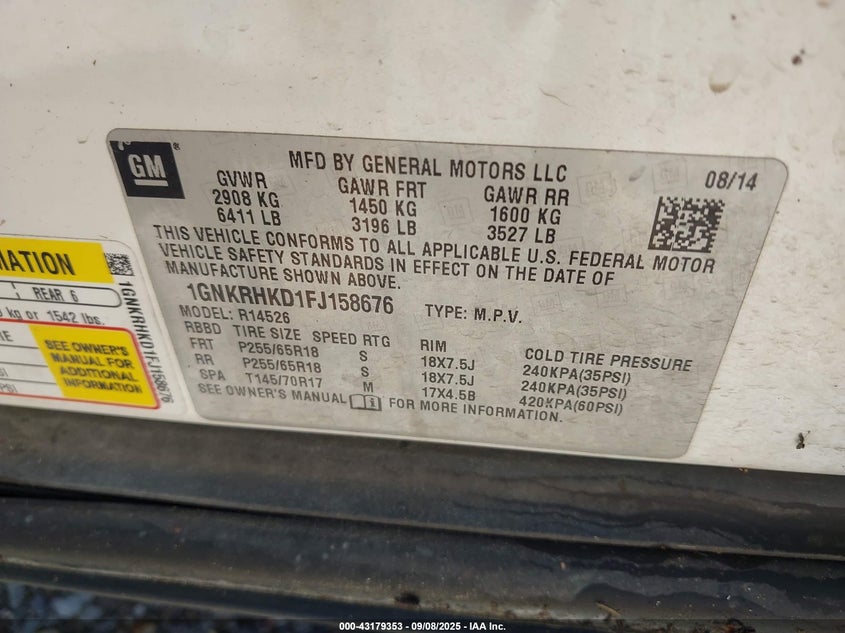 GM
MFD BY GENERAL MOTORS LLC
08/14
GVWR GAWR FRT GAWR RR
2908 KG 1450 KG 1600 KG
6411 LB 3196 LB 3527 LB
THIS VEHICLE CONFORMS TO ALL APPLICABLE U.S. FEDERAL MOTOR
VEHICLE SAFETY STANDARDS IN EFFECT ON THE DATE OF
MANUFACTURE SHOWN ABOVE.
1GNKRHKD1FJ158676 TYPE: M.P.V.
MODEL: R14526
RBBD TIRE SIZE SPEED RTG RIM COLD TIRE PRESSURE
FRT P255/65R18 S 18X7.5J 240KPA(35PSI)
RR P255/65R18 S 18X7.5J 240KPA(35PSI)
SPA T145/70R17 M 17X4.5B 420KPA(60PSI)
SEE OWNER'S MANUAL FOR MORE INFORMATION.
MATION
REAR 6
kg or 1542 lbs.
SEE OWNER'S
MANUAL FOR
ADDITIONAL
INFORMATION
1GNKRHKD1FJ158676
000-43179353 - 09/08/2025 - IAA Inc.